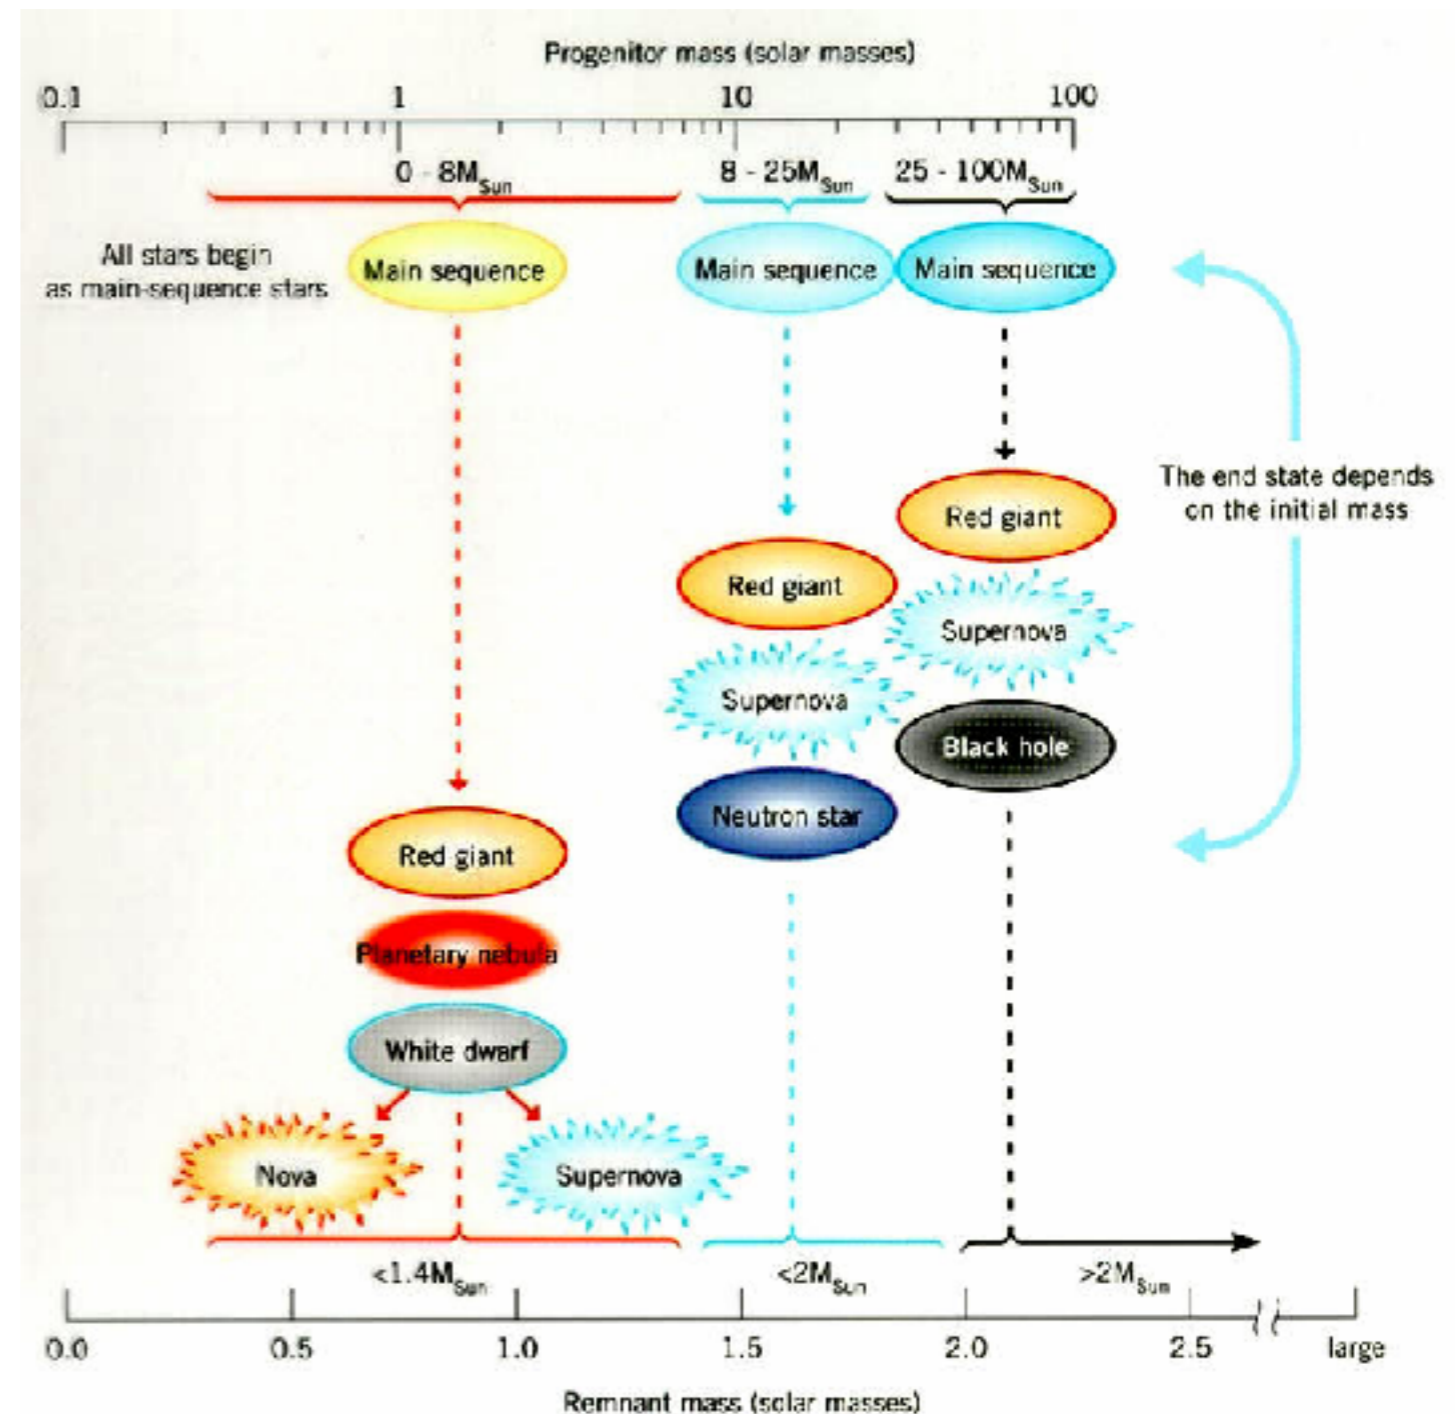 Progenitor mass (solar masses)
0.1 1 10 100
0 - 8MSun 8 - 25MSun 25 - 100MSun
All stars begin
as main-sequence stars
Main sequence Main sequence Main sequence
The end state depends
on the initial mass
Red giant
Red giant
Supernova
Supernova
Black hole
Neutron star
Red giant
Planetary nebula
White dwarf
Nova Supernova
<1.4MSun <2MSun >2MSun
0.0 0.5 1.0 1.5 2.0 2.5 large
Remnant mass (solar masses)